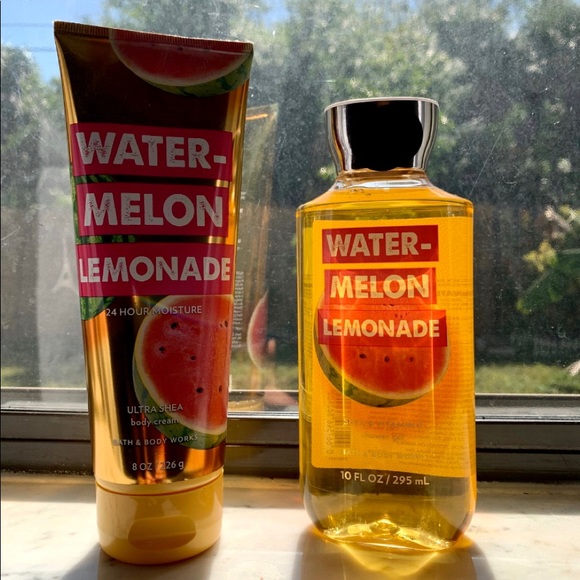 WATER-
MELON
LEMONADE
24 HOUR MOISTURE
ULTRA SHEA
body cream
BATH & BODY WORKS
8 OZ / 226 g
WATER-
MELON
LEMONADE
10 FL OZ / 295 mL